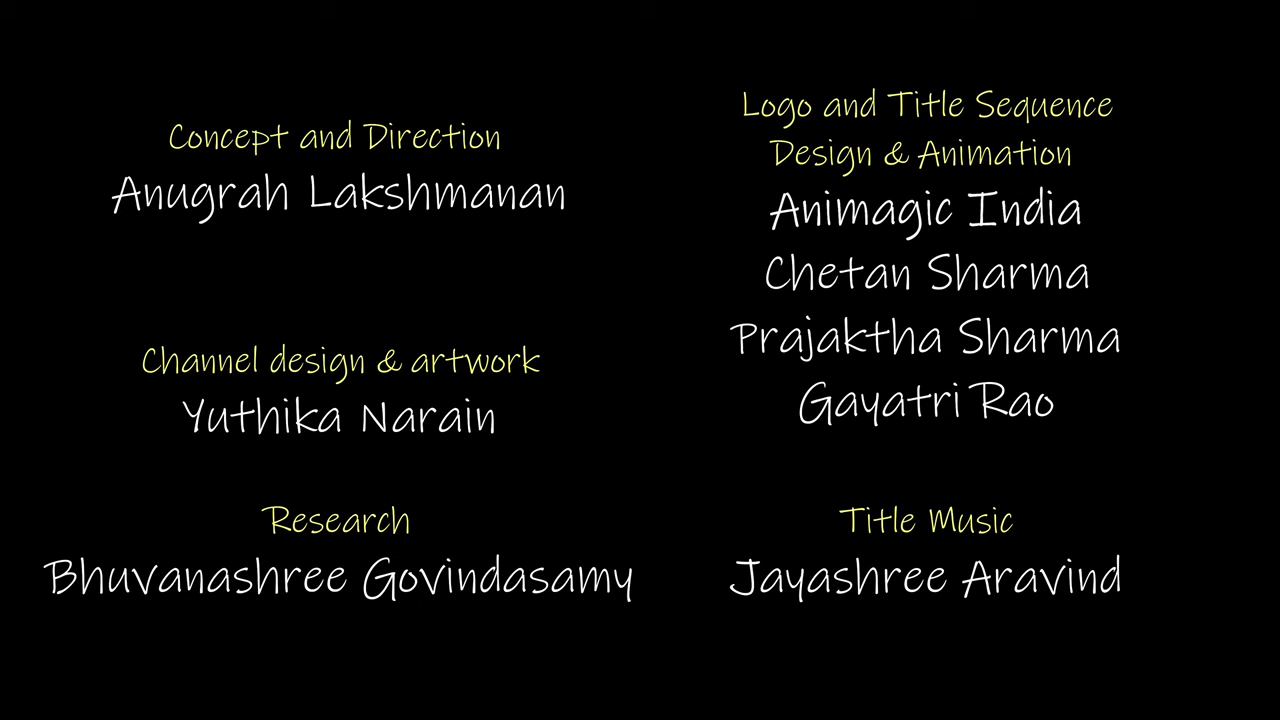 Concept and Direction
Anugrah Lakshmanan
Channel design & artwork
Yuthika Narain
Research
Bhuvanashree Govindasamy
Logo and Title Sequence
Design & Animation
Animagic India
Chetan Sharma
Prajaktha Sharma
Gayatri Rao
Title Music
Jayashree Aravind